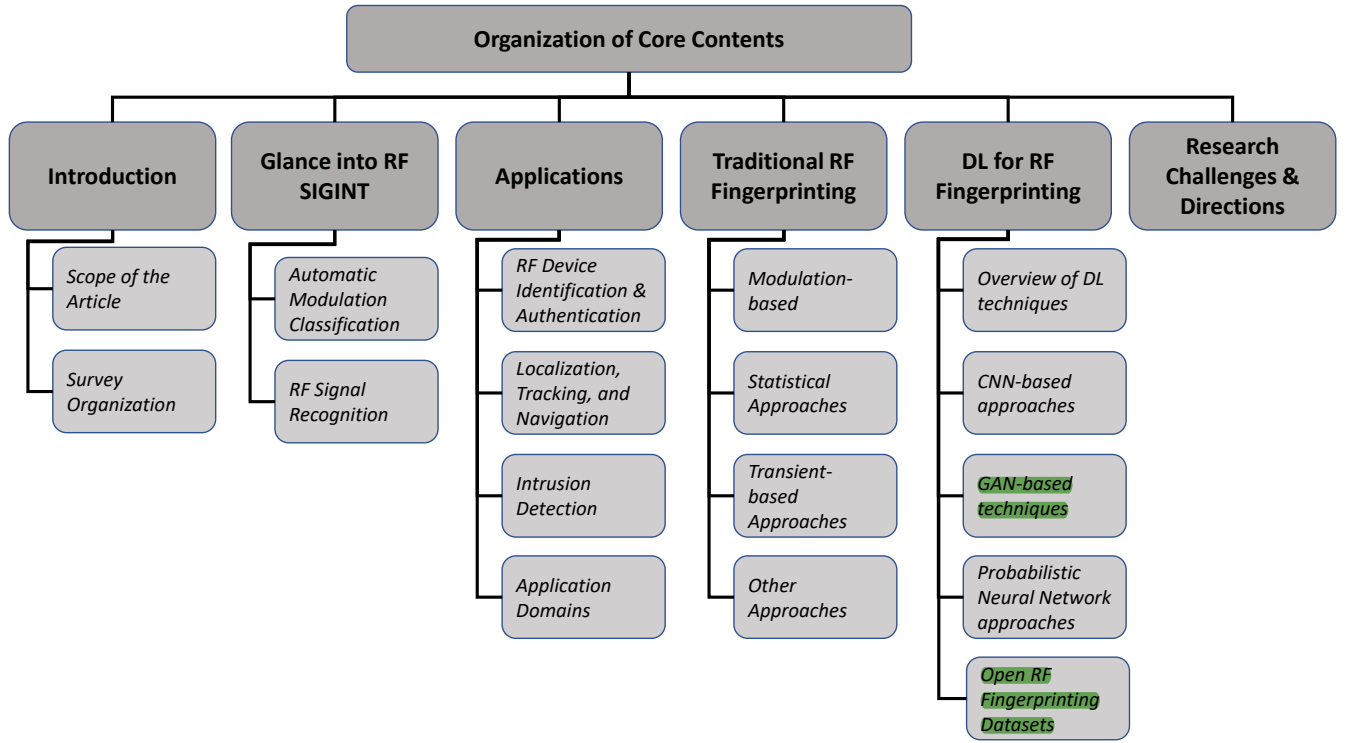 Organization of Core Contents
Introduction
Scope of the
Article
Survey
Organization
Glance into RF
SIGINT
Automatic
Modulation
Classification
RF Signal
Recognition
Applications
RF Device
Identification &
Authentication
Localization,
Tracking, and
Navigation
Intrusion
Detection
Application
Domains
Traditional RF
Fingerprinting
Modulation-
based
Statistical
Approaches
Transient-
based
Approaches
Other
Approaches
DL for RF
Fingerprinting
Overview of DL
techniques
CNN-based
approaches
GAN-based
techniques
Probabilistic
Neural Network
approaches
Open RF
Fingerprinting
Datasets
Research
Challenges &
Directions